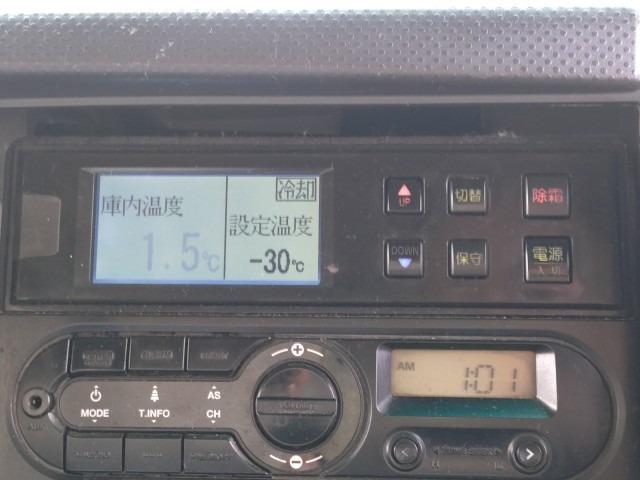 冷却
庫内温度
設定温度
1.5℃
-30℃
UP
切替
除霜
DOWN
保守
電源
入 切
AM 1:01
AS
MODE T.INFO CH